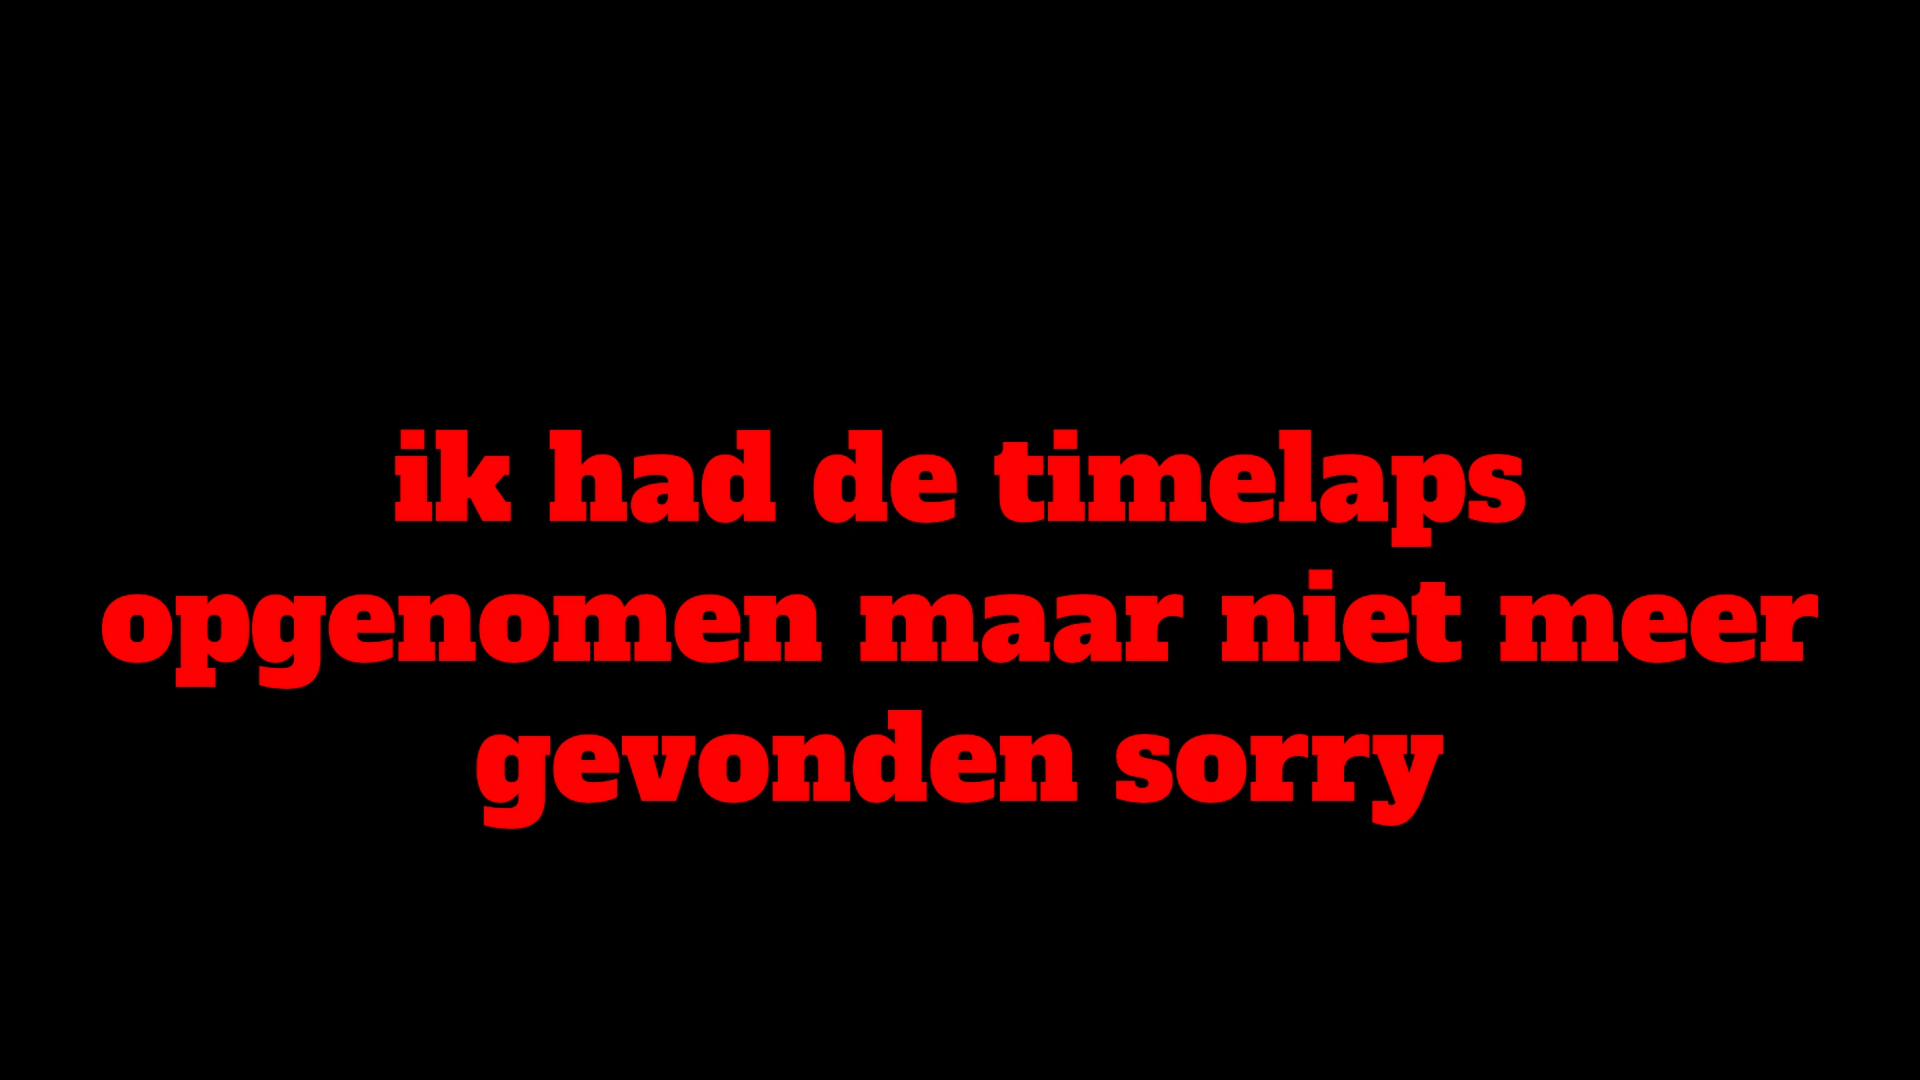 ik had de timelaps
opgenomen maar niet meer
gevonden sorry